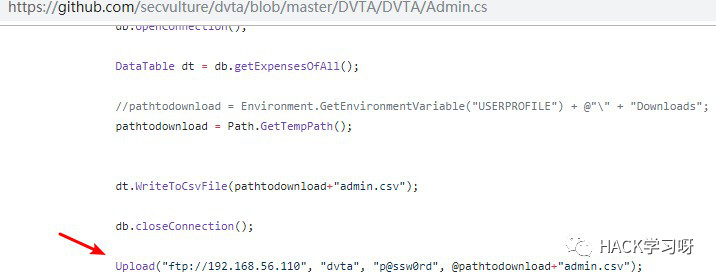 https://github.com/secvulture/dvta/blob/master/DVTA/DVTA/Admin.cs
db.openConnection();
DataTable dt = db.getExpensesOfAll();
//pathtodownload = Environment.GetEnvironmentVariable("USERPROFILE") + @"\" + "Downloads";
pathtodownload = Path.GetTempPath();
dt.WriteToCsvFile(pathtodownload+"admin.csv");
db.closeConnection();
Upload("ftp://192.168.56.110", "dvta", "p@ssw0rd", @pathtodownload+"admin.csv");
HACK学习呀